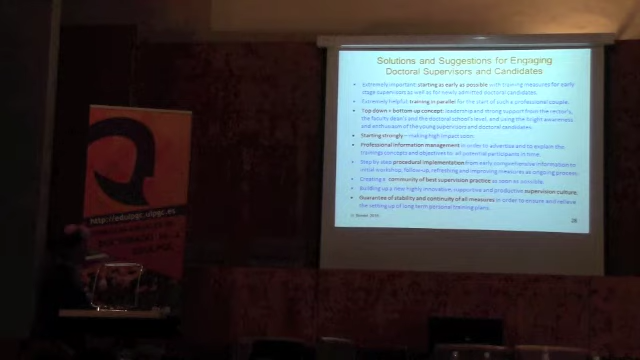 Solutions and Suggestions for Engaging
Doctoral Supervisors and Candidates
• Extremely important: starting as early as possible with training measures for early
stage supervisors as well as for newly admitted doctoral candidates.
• Extremely helpful: training in parallel for the start of such a professional couple.
• Top down + bottom up concept: leadership and strong support from the rector's,
the faculty dean's and the doctoral school's level, and using the bright awareness
and enthusiasm of the young supervisors and doctoral candidates.
• Starting strongly – making high impact soon.
• Professional information management in order to advertise and to explain the
trainings concepts and objectives to all potential participants in time.
• Step by step procedural implementation from early comprehensive information to
initial workshop, follow-up, refreshing and improving measures as ongoing process.
• Creating a community of best supervision practice as soon as possible.
• Building up a new highly innovative, supportive and productive supervision culture.
• Guarantee of stability and continuity of all measures in order to ensure and relieve
the setting up of long term personal training plans.
28
http://edulpgc.ulpgc.es